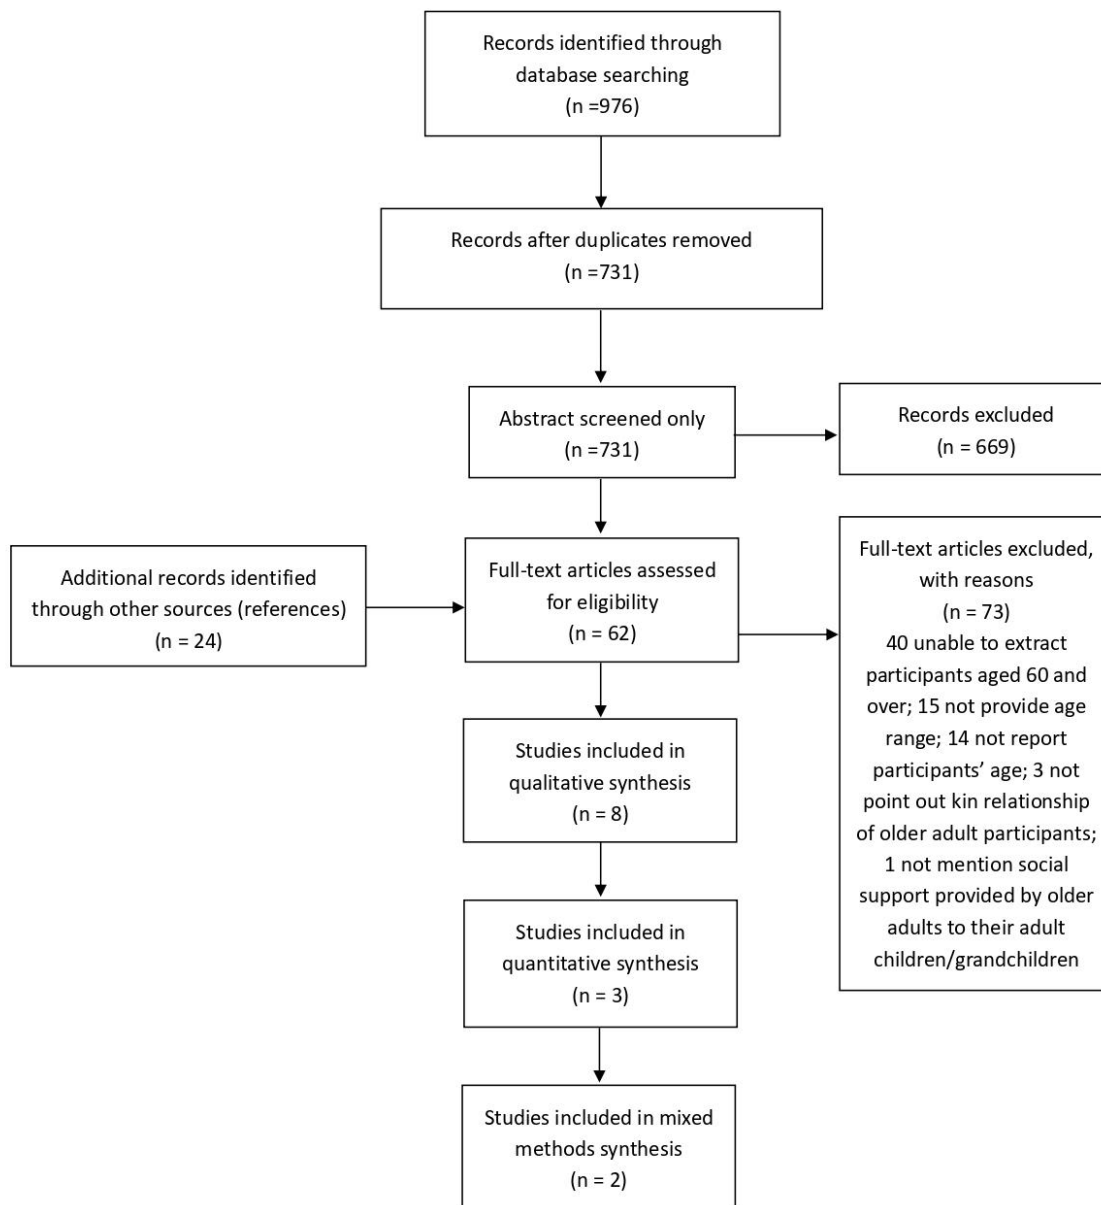 Records identified through
database searching
(n =976)
Records after duplicates removed
(n =731)
Abstract screened only
(n =731)
Records excluded
(n = 669)
Additional records identified
through other sources (references)
(n = 24)
Full-text articles assessed
for eligibility
(n = 62)
Full-text articles excluded,
with reasons
(n = 73)
40 unable to extract
participants aged 60 and
over; 15 not provide age
range; 14 not report
participants’ age; 3 not
point out kin relationship
of older adult participants;
1 not mention social
support provided by older
adults to their adult
children/grandchildren
Studies included in
qualitative synthesis
(n = 8)
Studies included in
quantitative synthesis
(n = 3)
Studies included in mixed
methods synthesis
(n = 2)